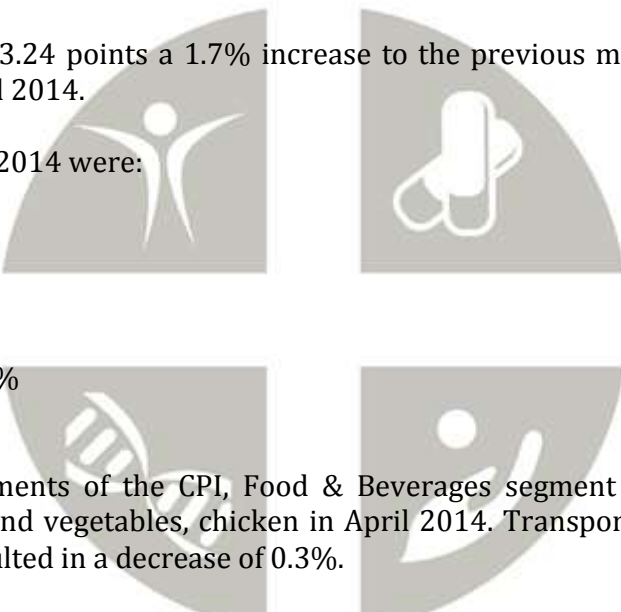 3.24 points a 1.7% increase to the previous m
l 2014.
2014 were:
%
ments of the CPI, Food & Beverages segment
nd vegetables, chicken in April 2014. Transpor
ulted in a decrease of 0.3%.